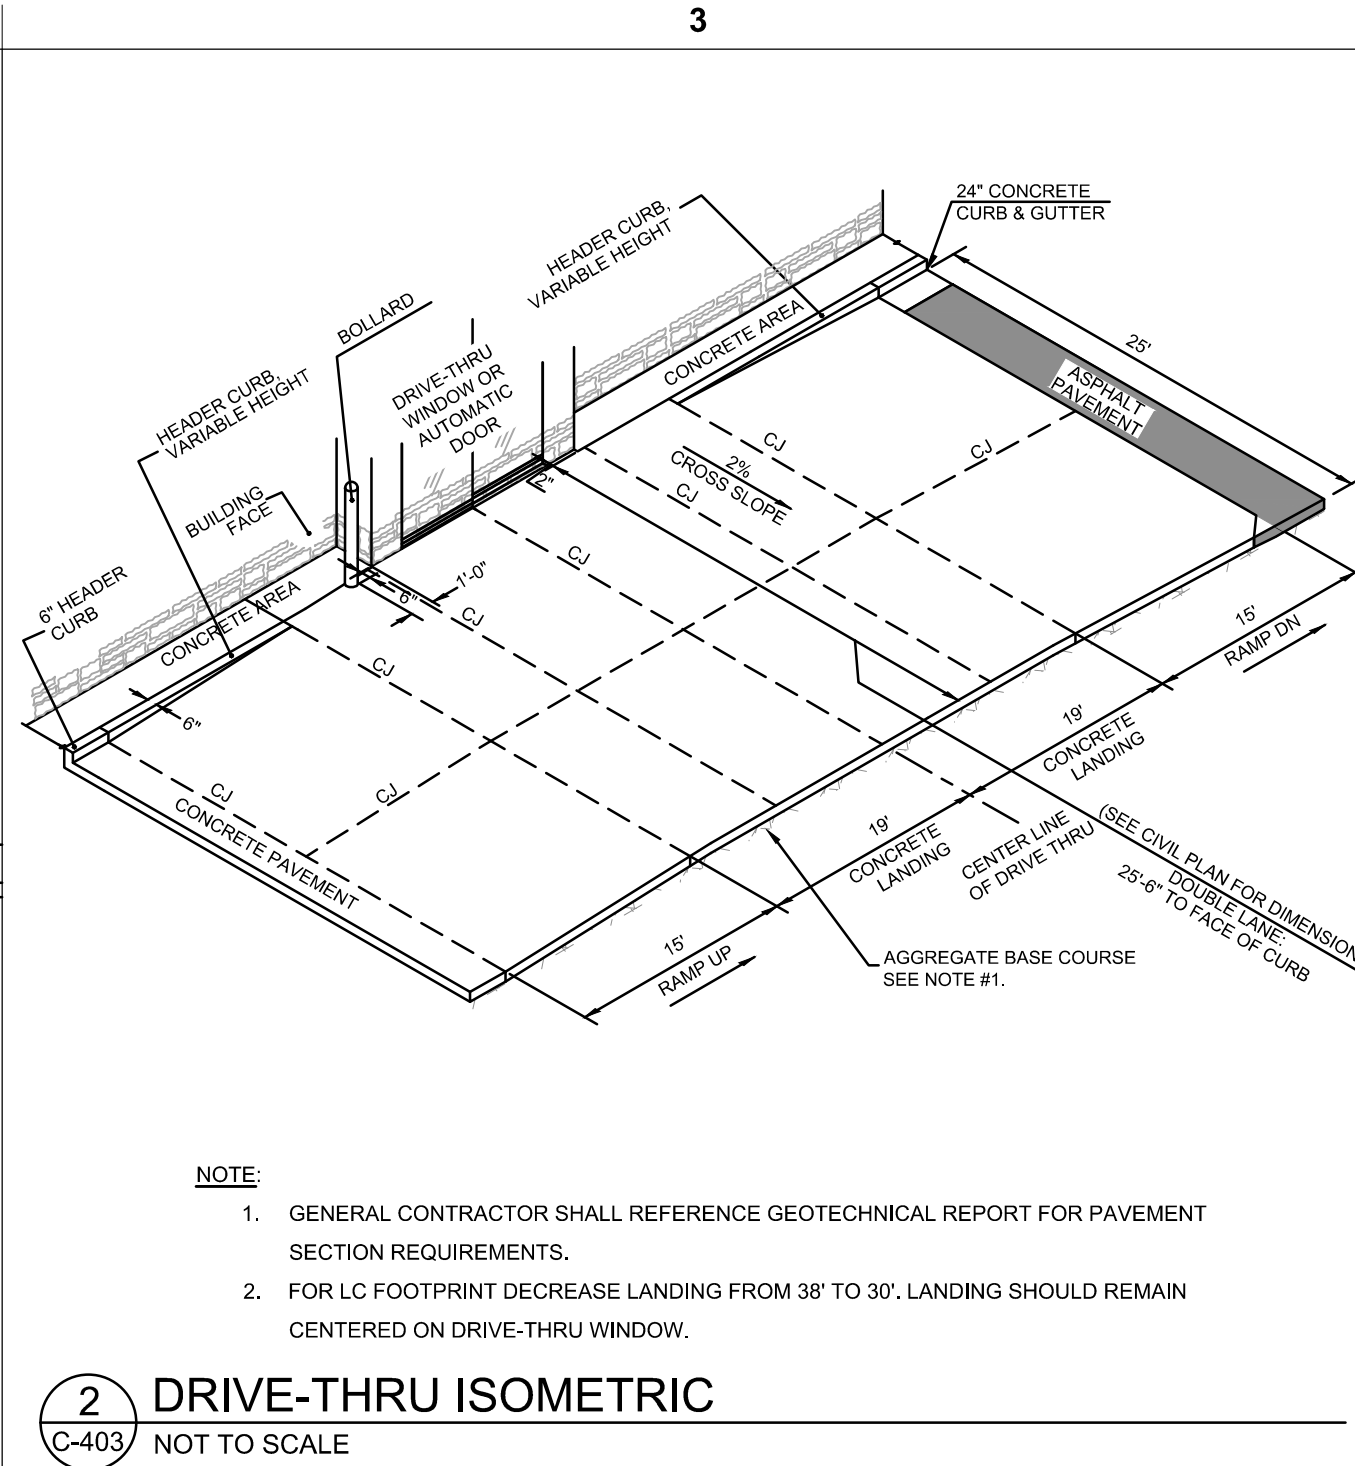 3
24" CONCRETE
CURB & GUTTER
HEADER CURB,
VARIABLE HEIGHT
BOLLARD
DRIVE-THRU
WINDOW OR
AUTOMATIC
DOOR
HEADER CURB,
VARIABLE HEIGHT
CONCRETE AREA
25'
ASPHALT
PAVEMENT
BUILDING
FACE
2"
2%
CROSS SLOPE
CJ
CJ
CJ
CJ
6" HEADER
CURB
CONCRETE AREA
1'-0"
6"
CJ
CJ
6"
CJ
CJ
CONCRETE PAVEMENT
15'
RAMP DN
19'
CONCRETE
LANDING
19'
CONCRETE
LANDING
CENTER LINE
OF DRIVE THRU
15'
RAMP UP
(SEE CIVIL PLAN FOR DIMENSION
DOUBLE LANE:
25'-6" TO FACE OF CURB
AGGREGATE BASE COURSE
SEE NOTE #1.
NOTE:
1. GENERAL CONTRACTOR SHALL REFERENCE GEOTECHNICAL REPORT FOR PAVEMENT
SECTION REQUIREMENTS.
2. FOR LC FOOTPRINT DECREASE LANDING FROM 38' TO 30'. LANDING SHOULD REMAIN
CENTERED ON DRIVE-THRU WINDOW.
2
C-403
DRIVE-THRU ISOMETRIC
NOT TO SCALE